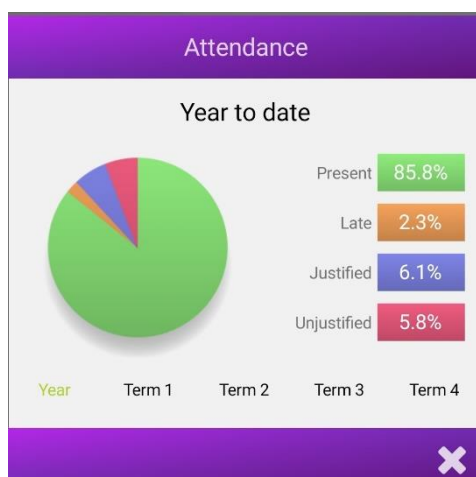 Attendance
Year to date
Present 85.8%
Late 2.3%
Justified 6.1%
Unjustified 5.8%
Year Term 1 Term 2 Term 3 Term 4